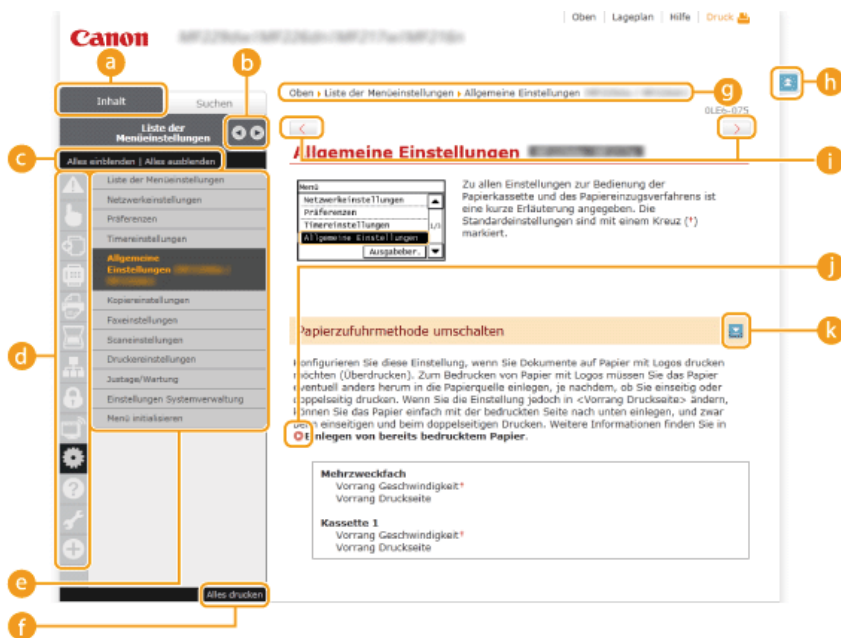 Oben | Lageplan | Hilfe | Druck
Canon
a
b
Inhalt
Suchen
Oben Liste der Menüeinstellungen Allgemeine Einstellungen
g
h
0LE6-075
Liste der
Menüeinstellungen
c
Alles einblenden | Alles ausblenden
i
Allgemeine Einstellungen
Liste der Menüeinstellungen
Netzwerkeinstellungen
Präferenzen
Timereinstellungen
Allgemeine
Einstellungen
Kopiereinstellungen
Faxeinstellungen
Scaneinstellungen
Druckereinstellungen
Justage/Wartung
Einstellungen Systemverwaltung
Menü initialisieren
d
e
Alles drucken
f
Menü
Netzwerkeinstellungen
Präferenzen
Timereinstellungen
1/3
Allgemeine Einstellungen
Ausgabeber.
Zu allen Einstellungen zur Bedienung der
Papierkassette und des Papiereinzugsverfahrens ist
eine kurze Erläuterung angegeben. Die
Standardeinstellungen sind mit einem Kreuz (†)
markiert.
j
Papierzufuhrmethode umschalten
k
Konfigurieren Sie diese Einstellung, wenn Sie Dokumente auf Papier mit Logos drucken
möchten (Überdrucken). Zum Bedrucken von Papier mit Logos müssen Sie das Papier
eventuell anders herum in die Papierquelle einlegen, je nachdem, ob Sie einseitig oder
doppelseitig drucken. Wenn Sie die Einstellung jedoch in <Vorrang Druckseite> ändern,
können Sie das Papier einfach mit der bedruckten Seite nach unten einlegen, und zwar
beim einseitigen und beim doppelseitigen Drucken. Weitere Informationen finden Sie in
Einlegen von bereits bedrucktem Papier.
Mehrzweckfach
Vorrang Geschwindigkeit†
Vorrang Druckseite
Kassette 1
Vorrang Geschwindigkeit†
Vorrang Druckseite